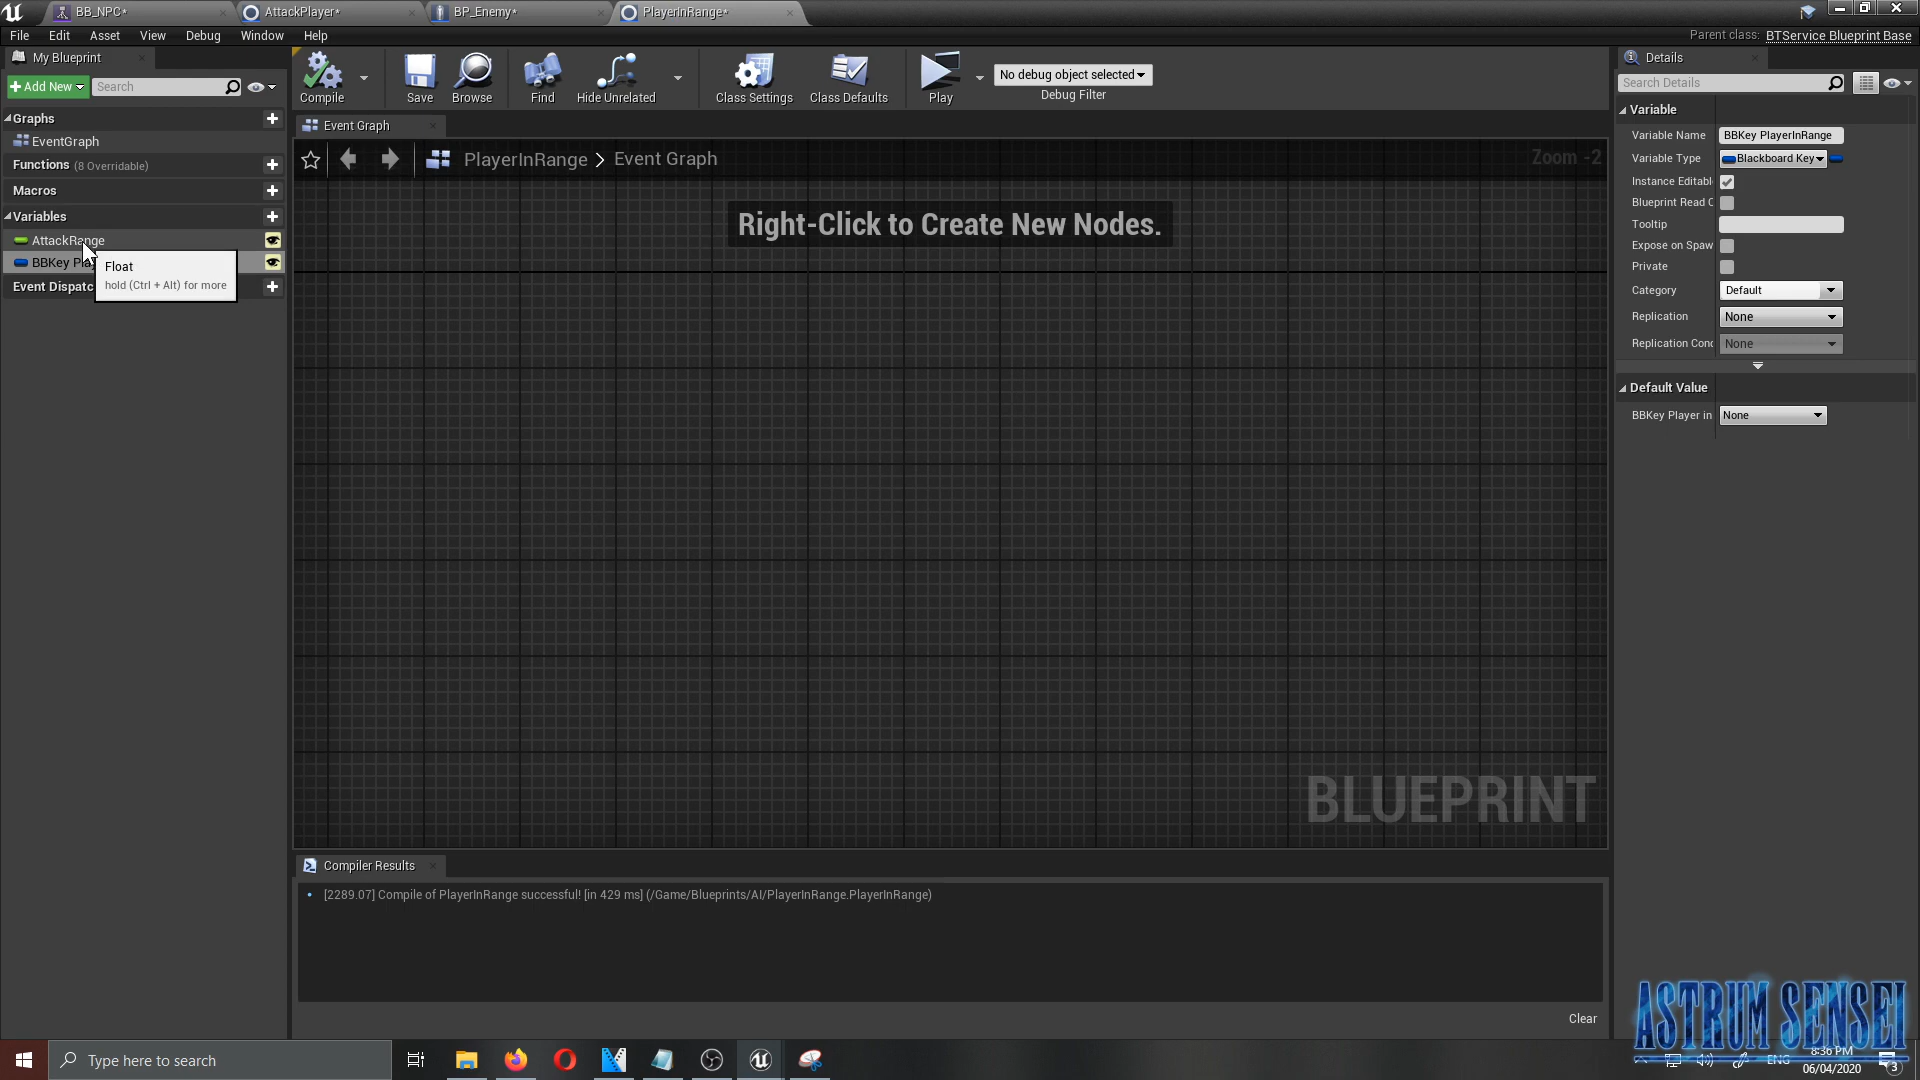 BB_NPC*
AttackPlayer*
BP_Enemy*
PlayerInRange*
File Edit Asset View Debug Window Help
Parent class: BTService Blueprint Base
My Blueprint
Add New
Search
Compile
Save
Browse
Find
Hide Unrelated
Class Settings
Class Defaults
Play
No debug object selected
Debug Filter
Details
Search Details
Graphs
EventGraph
Functions (8 Overridable)
Macros
Variables
AttackRange
BBKey Pla
Float
hold (Ctrl + Alt) for more
Event Dispatc
Event Graph
PlayerInRange > Event Graph
Zoom -2
Right-Click to Create New Nodes.
BLUEPRINT
Variable
Variable Name BBKey PlayerInRange
Variable Type Blackboard Key
Instance Editabl
Blueprint Read O
Tooltip
Expose on Spaw
Private
Category Default
Replication None
Replication Conc None
Default Value
BBKey Player in None
Compiler Results
[2289.07] Compile of PlayerInRange successful! [in 429 ms] (/Game/Blueprints/AI/PlayerInRange.PlayerInRange)
Clear
ASTRUM SENSEI
Type here to search
ENG
8:36 PM
06/04/2020
3